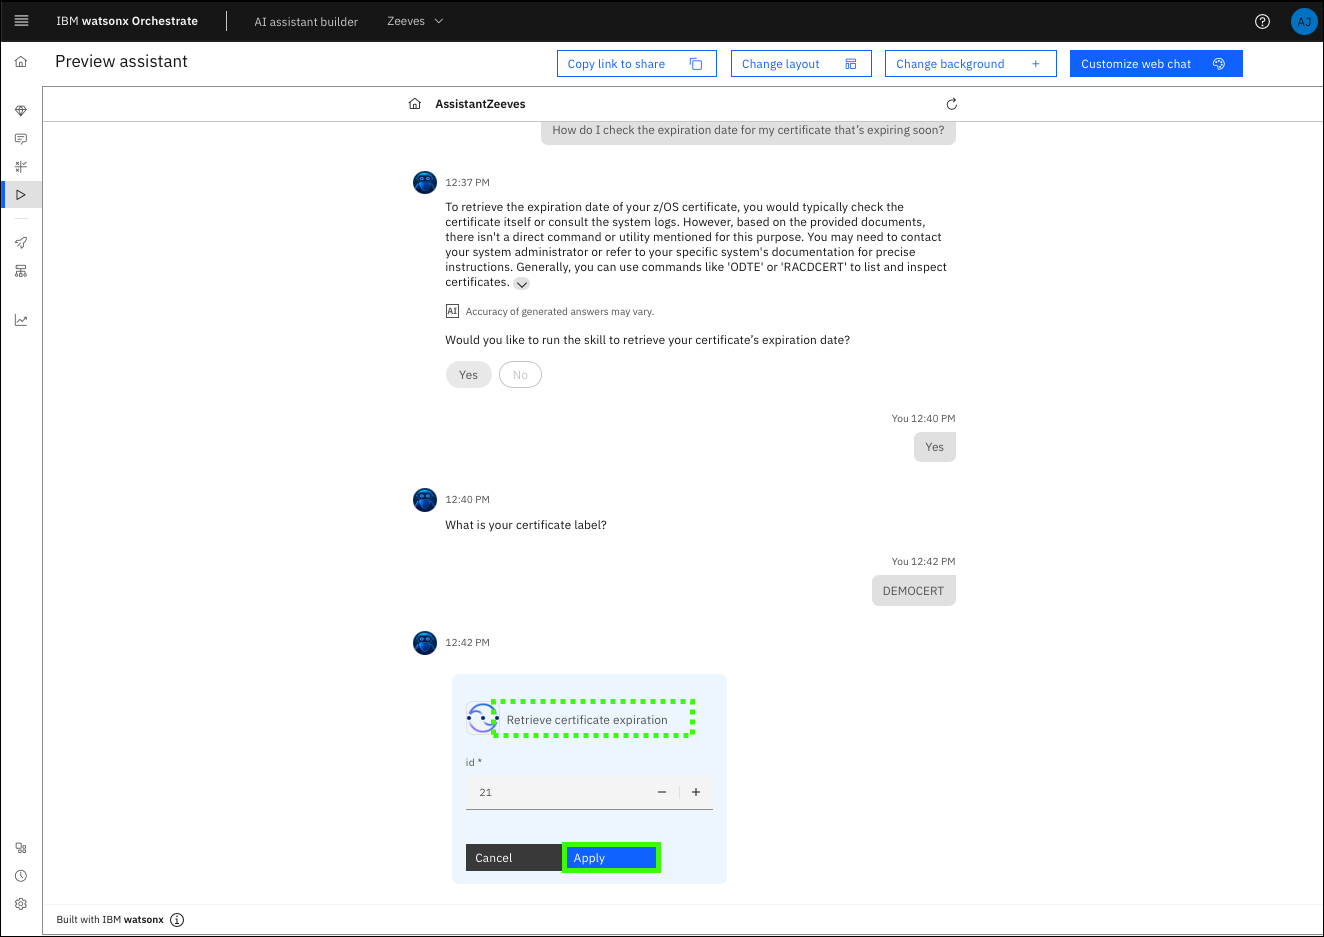 IBM watsonx Orchestrate
AI assistant builder
Zeeves
AJ
Preview assistant
Copy link to share
Change layout
Change background
Customize web chat
AssistantZeeves
How do I check the expiration date for my certificate that’s expiring soon?
12:37 PM
To retrieve the expiration date of your z/OS certificate, you would typically check the
certificate itself or consult the system logs. However, based on the provided documents,
there isn't a direct command or utility mentioned for this purpose. You may need to contact
your system administrator or refer to your specific system's documentation for precise
instructions. Generally, you can use commands like 'ODTE' or 'RACDCERT' to list and inspect
certificates.
AI Accuracy of generated answers may vary.
Would you like to run the skill to retrieve your certificate’s expiration date?
Yes
No
You 12:40 PM
Yes
12:40 PM
What is your certificate label?
You 12:42 PM
DEMOCERT
12:42 PM
Retrieve certificate expiration
id *
21
Cancel
Apply
Built with IBM watsonx